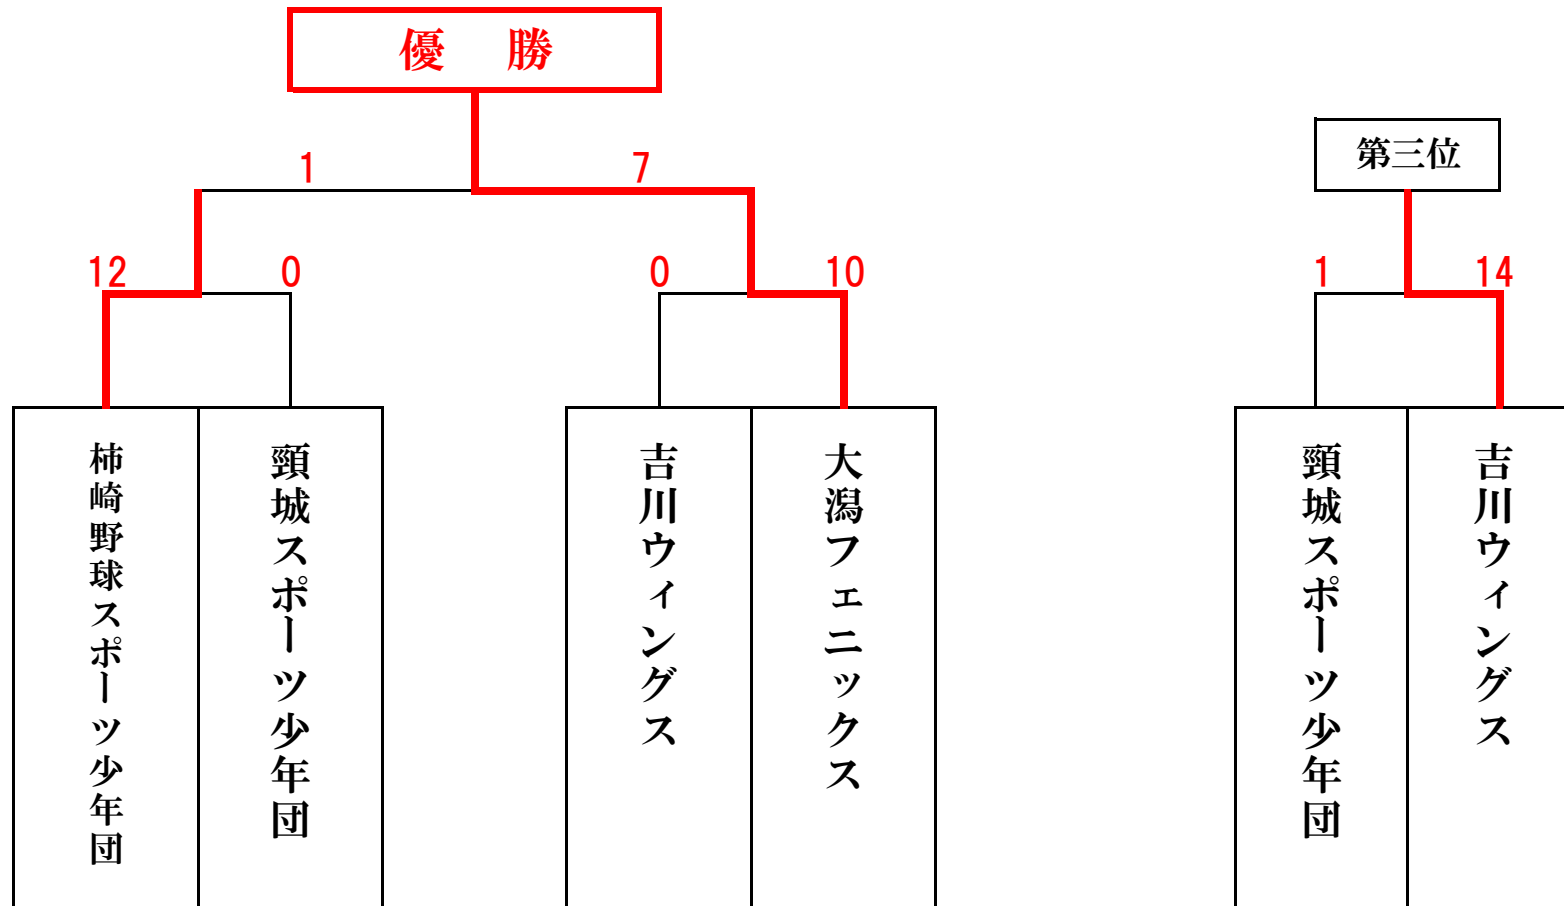 優 勝
第三位
1
7
12
0
0
10
1
14
柿崎野球スポーツ少年団
頸城スポーツ少年団
吉川ウィングス
大潟フェニックス
頸城スポーツ少年団
吉川ウィングス